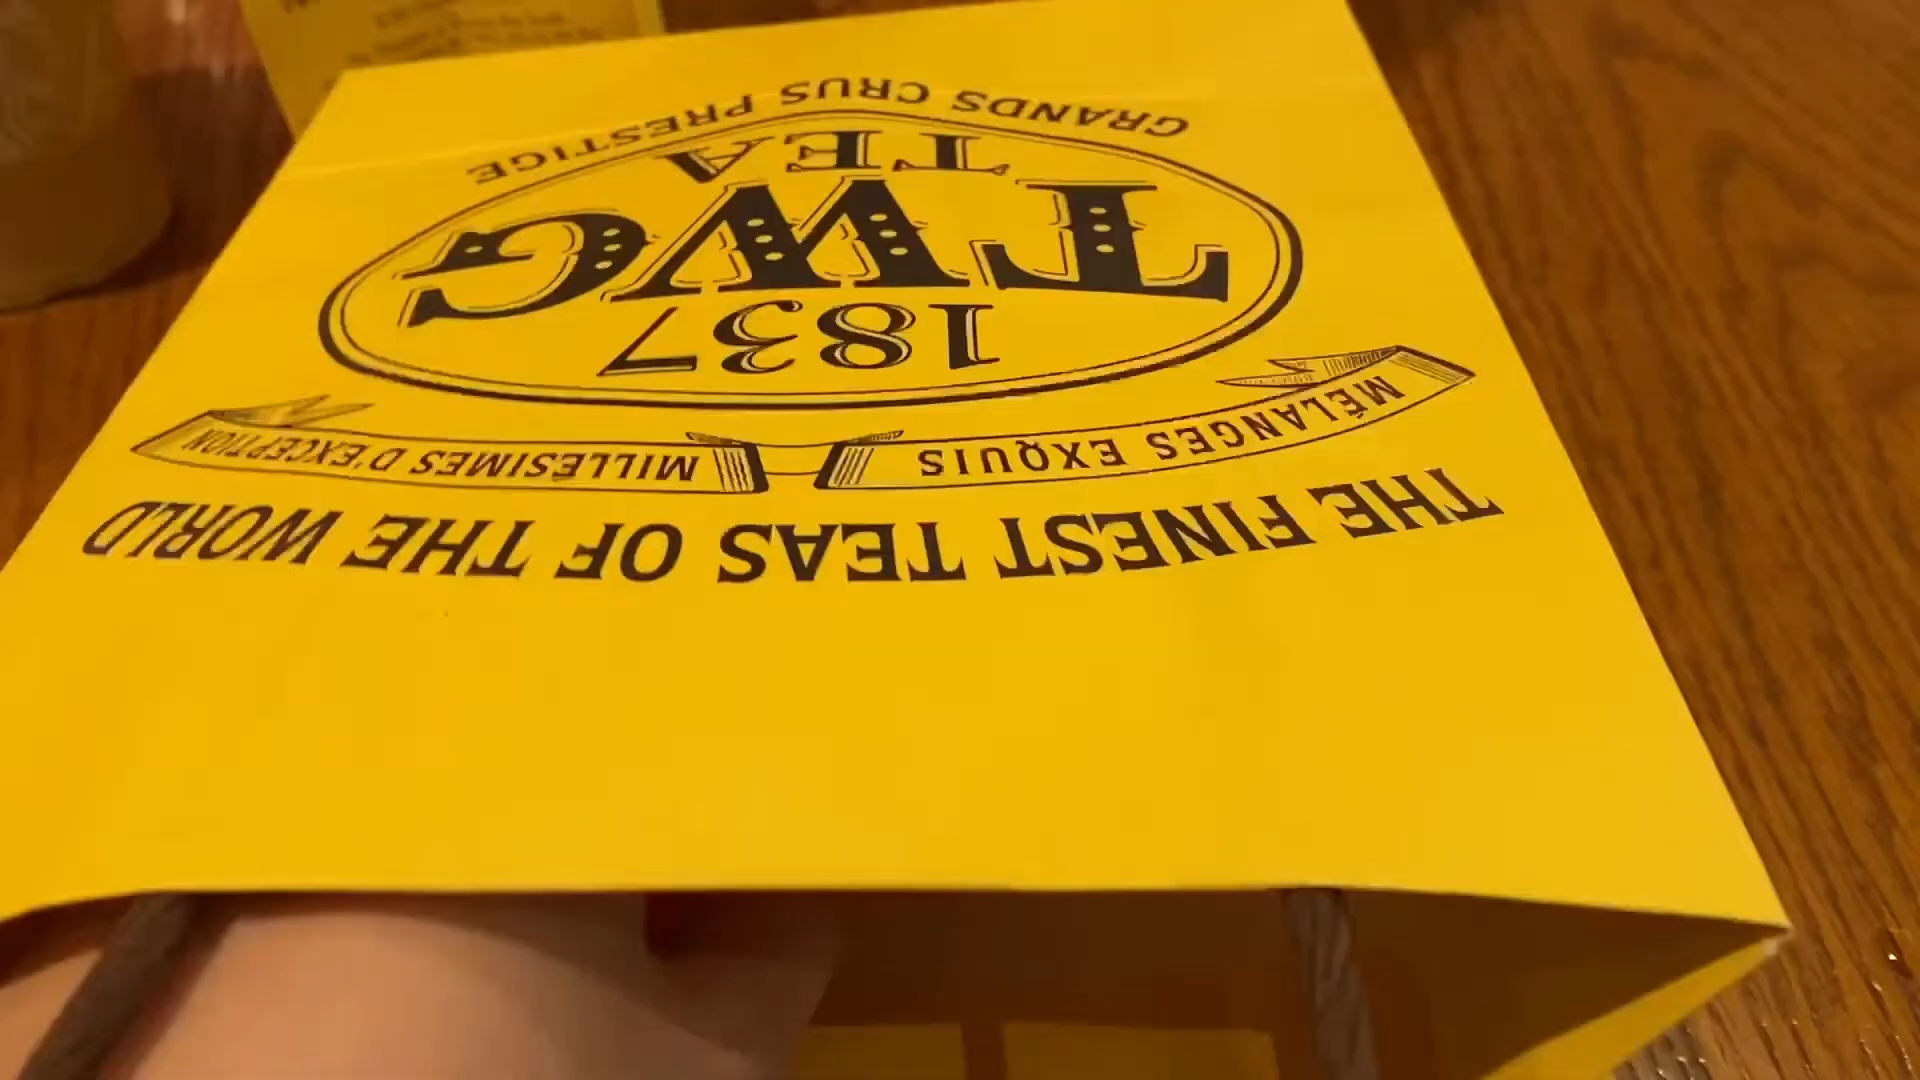 GRANDS CRUS PRESTIGE
1837
TWG
TEA
MÉLANGES EXQUIS
MILLÉSIMES D'EXCEPTION
THE FINEST TEAS OF THE WORLD